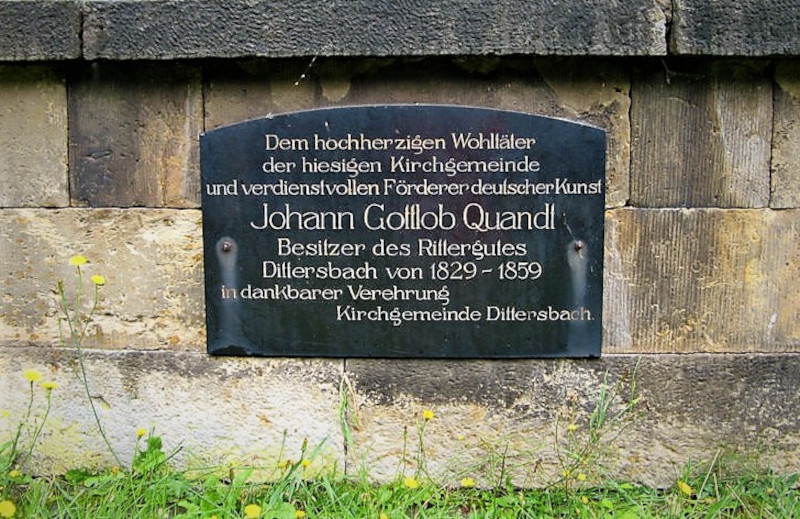 Dem hochherzigen Wohltäter
der hiesigen Kirchgemeinde
und verdienstvollen Förderer deutscher Kunst
Johann Gottlob Quandt
Besitzer des Rittergutes
Dittersbach von 1829 - 1859
in dankbarer Verehrung
Kirchgemeinde Dittersbach.